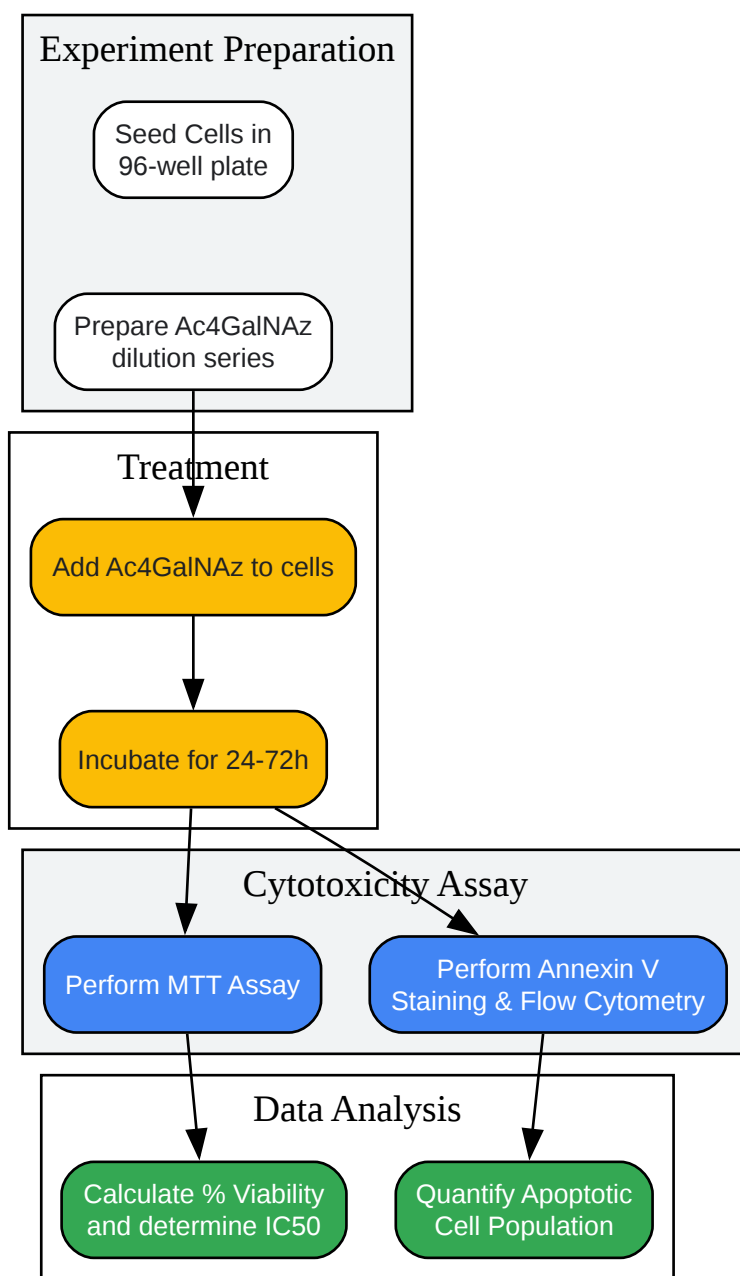 Experiment Preparation
Seed Cells in
96-well plate
Prepare Ac4GalNAz
dilution series
Treatment
Add Ac4GalNAz to cells
Incubate for 24-72h
Cytotoxicity Assay
Perform MTT Assay
Perform Annexin V
Staining & Flow Cytometry
Data Analysis
Calculate % Viability
and determine IC50
Quantify Apoptotic
Cell Population